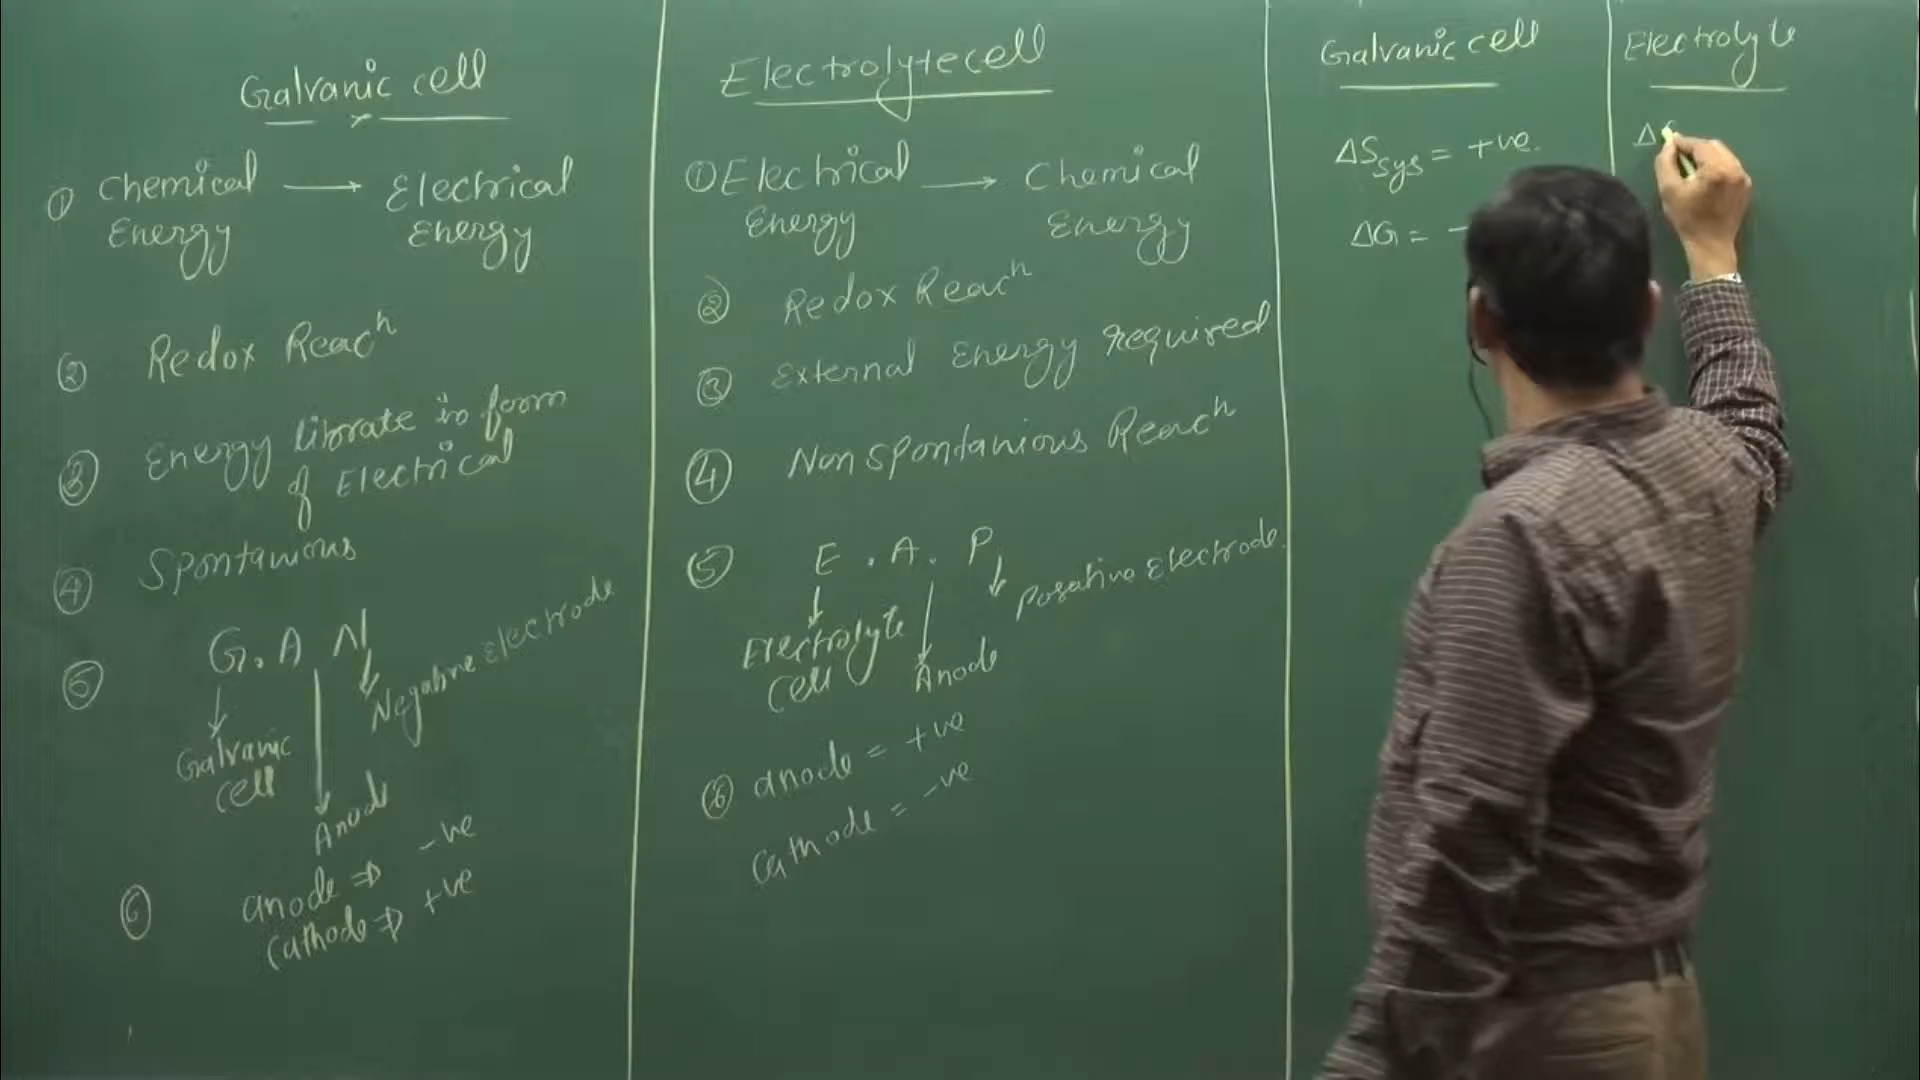 Galvanic cell
① Chemical → Electrical
Energy Energy
② Redox Reacⁿ
③ Energy librate in form
of Electrical
④ Spontanious
⑤ G. A N
Negative Electrode
Galvanic
cell
Anode
⑥ anode ⇒ -ve
Cathode ⇒ +ve
Electrolyte cell
① Electrical → Chemical
Energy Energy
② Redox Reacⁿ
③ External Energy required
④ Non spontanious Reacⁿ
⑤ E . A . P
Posative Electrode
Electrolyte
Cell
Anode
⑥ anode = +ve
Cathode = -ve
Galvanic cell
ΔSsys = +ve.
ΔG = -
Electrolyte
Δ